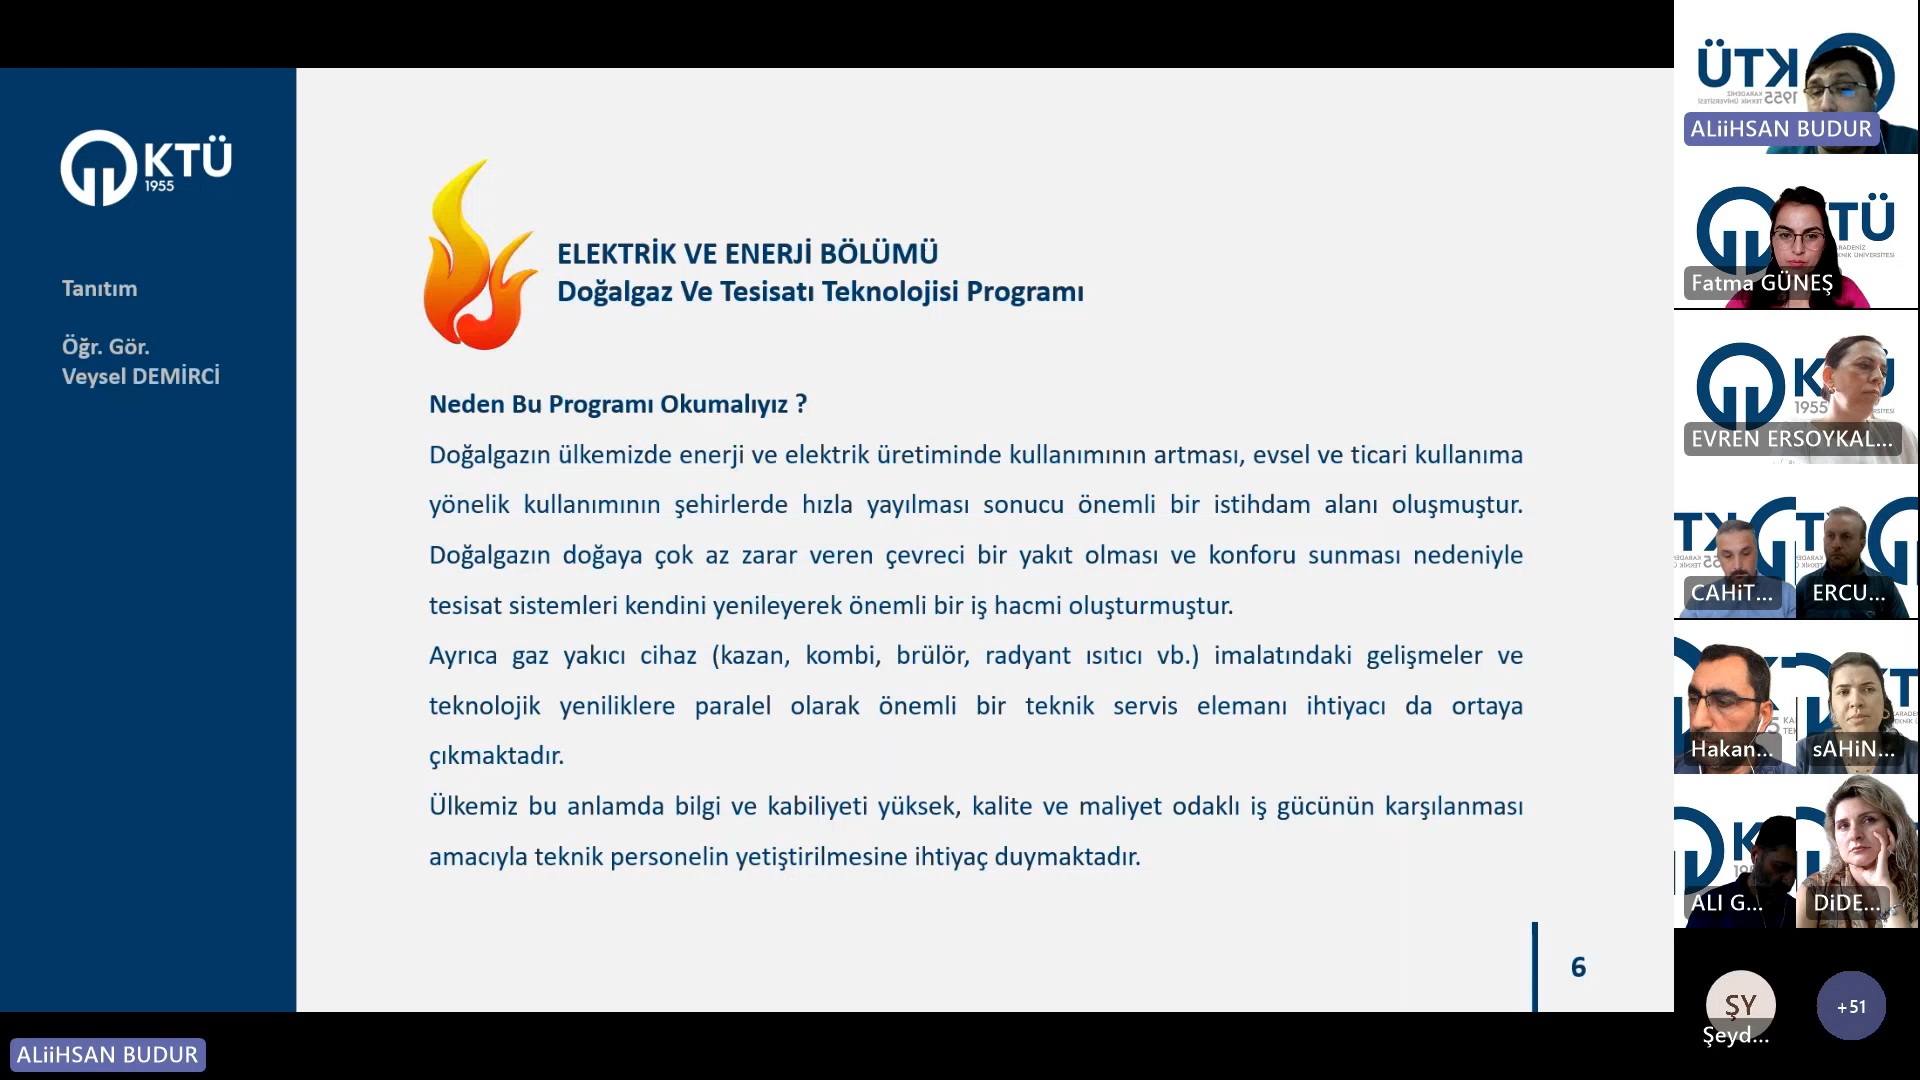 KTÜ
1955
Tanıtım
Öğr. Gör.
Veysel DEMİRCİ
ELEKTRİK VE ENERJİ BÖLÜMÜ
Doğalgaz Ve Tesisatı Teknolojisi Programı
Neden Bu Programı Okumalıyız ?
Doğalgazın ülkemizde enerji ve elektrik üretiminde kullanımının artması, evsel ve ticari kullanıma
yönelik kullanımının şehirlerde hızla yayılması sonucu önemli bir istihdam alanı oluşmuştur.
Doğalgazın doğaya çok az zarar veren çevreci bir yakıt olması ve konforu sunması nedeniyle
tesisat sistemleri kendini yenileyerek önemli bir iş hacmi oluşturmuştur.
Ayrıca gaz yakıcı cihaz (kazan, kombi, brülör, radyant ısıtıcı vb.) imalatındaki gelişmeler ve
teknolojik yeniliklere paralel olarak önemli bir teknik servis elemanı ihtiyacı da ortaya
çıkmaktadır.
Ülkemiz bu anlamda bilgi ve kabiliyeti yüksek, kalite ve maliyet odaklı iş gücünün karşılanması
amacıyla teknik personelin yetiştirilmesine ihtiyaç duymaktadır.
6
ALiiHSAN BUDUR
KTÜ
1955
ALiiHSAN BUDUR
TÜ
Fatma GÜNEŞ
1955
EVREN ERSOYKAL...
CAHiT...
ERCU...
Hakan...
sAHiN...
ALI G...
DiDE...
ŞY
Şeyd...
+51